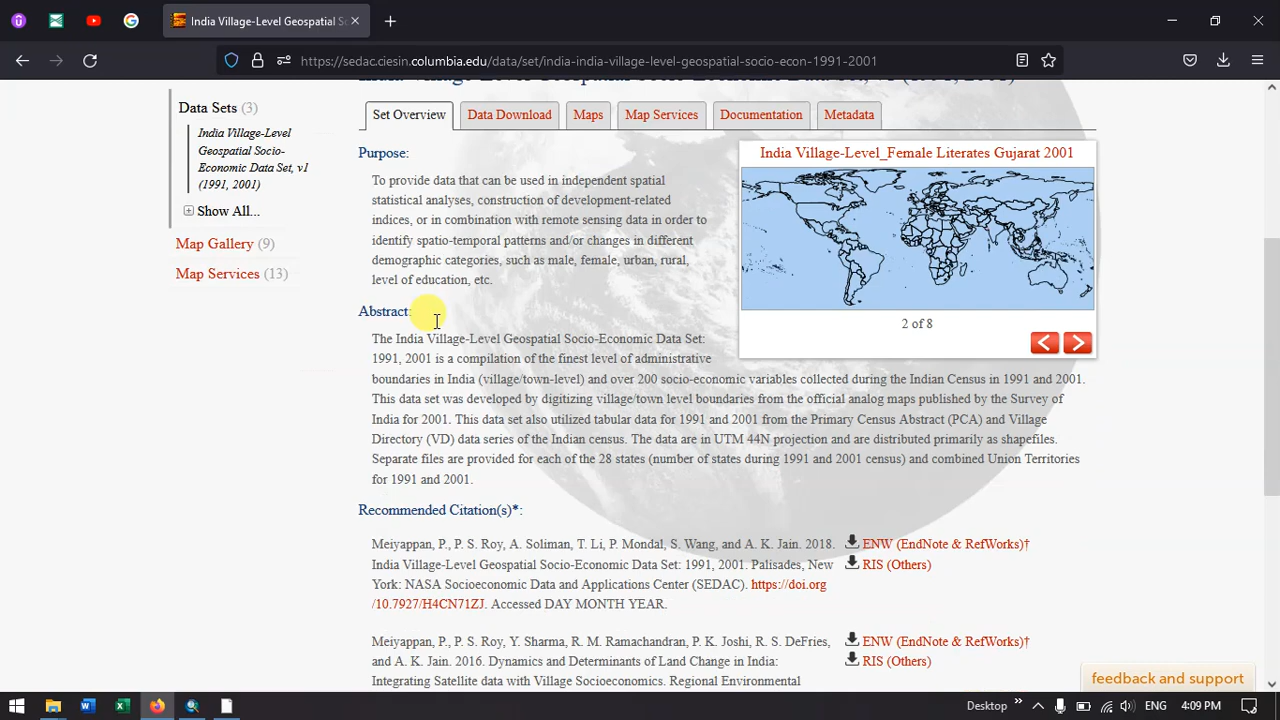 India Village-Level Geospatial So
https://sedac.ciesin.columbia.edu/data/set/india-india-village-level-geospatial-socio-econ-1991-2001
India Village-Level Geospatial Socio-Economic Data Set, v1 (1991, 2001)
Data Sets (3)
India Village-Level
Geospatial Socio-
Economic Data Set, v1
(1991, 2001)
Show All...
Map Gallery (9)
Map Services (13)
Set Overview
Data Download
Maps
Map Services
Documentation
Metadata
Purpose:
To provide data that can be used in independent spatial
statistical analyses, construction of development-related
indices, or in combination with remote sensing data in order to
identify spatio-temporal patterns and/or changes in different
demographic categories, such as male, female, urban, rural,
level of education, etc.
India Village-Level_Female Literates Gujarat 2001
2 of 8
Abstract:
The India Village-Level Geospatial Socio-Economic Data Set:
1991, 2001 is a compilation of the finest level of administrative
boundaries in India (village/town-level) and over 200 socio-economic variables collected during the Indian Census in 1991 and 2001.
This data set was developed by digitizing village/town level boundaries from the official analog maps published by the Survey of
India for 2001. This data set also utilized tabular data for 1991 and 2001 from the Primary Census Abstract (PCA) and Village
Directory (VD) data series of the Indian census. The data are in UTM 44N projection and are distributed primarily as shapefiles.
Separate files are provided for each of the 28 states (number of states during 1991 and 2001 census) and combined Union Territories
for 1991 and 2001.
Recommended Citation(s)*:
Meiyappan, P., P. S. Roy, A. Soliman, T. Li, P. Mondal, S. Wang, and A. K. Jain. 2018.
India Village-Level Geospatial Socio-Economic Data Set: 1991, 2001. Palisades, New
York: NASA Socioeconomic Data and Applications Center (SEDAC). https://doi.org
/10.7927/H4CN71ZJ. Accessed DAY MONTH YEAR.
ENW (EndNote & RefWorks)†
RIS (Others)
Meiyappan, P., P. S. Roy, Y. Sharma, R. M. Ramachandran, P. K. Joshi, R. S. DeFries,
and A. K. Jain. 2016. Dynamics and Determinants of Land Change in India:
Integrating Satellite data with Village Socioeconomics. Regional Environmental
ENW (EndNote & RefWorks)†
RIS (Others)
feedback and support
Desktop
ENG
4:09 PM